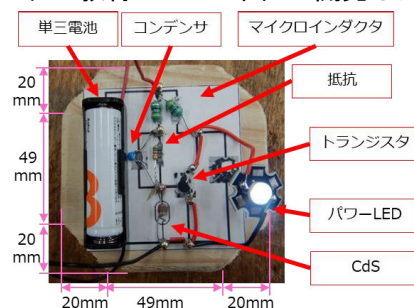 単三電池
コンデンサ
マイクロインダクタ
抵抗
トランジスタ
パワーLED
CdS
20
mm
49
mm
20
mm
20mm
49mm
20mm